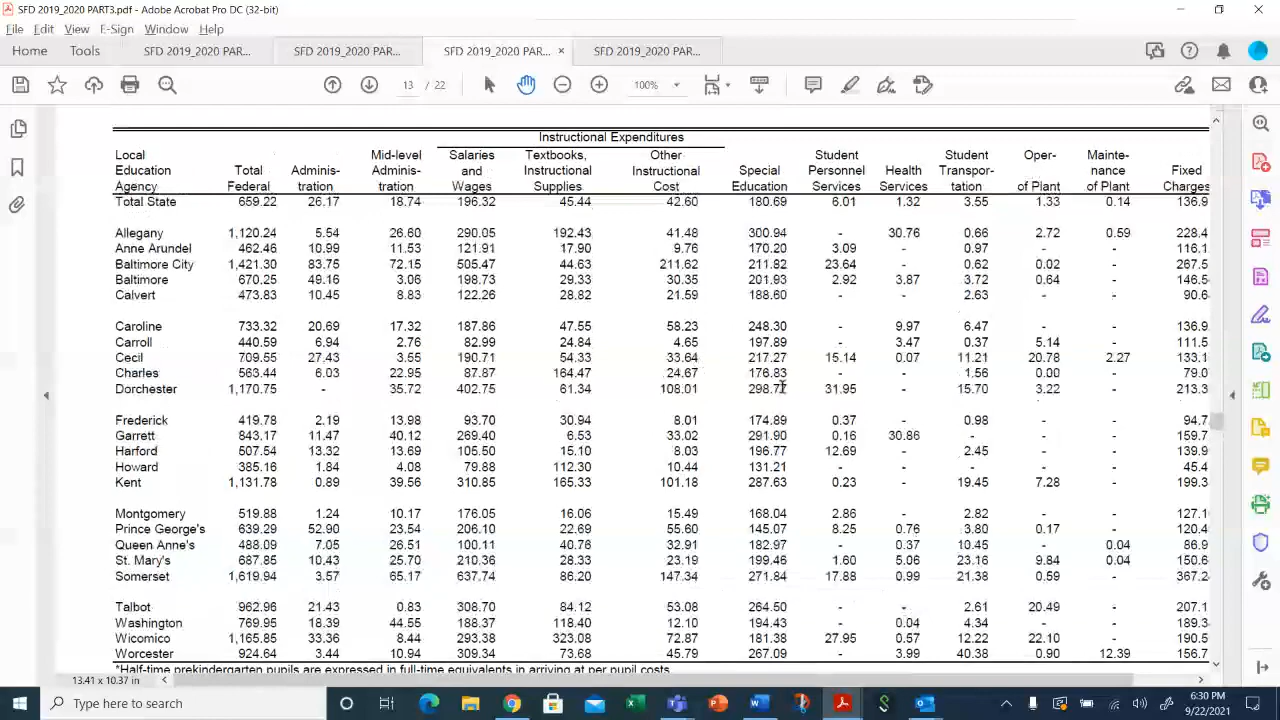 SFD 2019_2020 PART3.pdf - Adobe Acrobat Pro DC (32-bit)
File Edit View E-Sign Window Help
Home Tools SFD 2019_2020 PAR... SFD 2019_2020 PAR... SFD 2019_2020 PAR... × SFD 2019_2020 PAR...
13 / 22 100%
Instructional Expenditures
Local Mid-level Salaries Textbooks, Other Student Student Mainte-
Education Total Adminis- Adminis- and Instructional Instructional Special Personnel Health Transpor- Oper- nance Fixed
Agency Federal tration tration Wages Supplies Cost Education Services Services tation of Plant of Plant Charges
Total State 659.22 26.17 18.74 196.32 45.44 42.60 180.69 6.01 1.32 3.55 1.33 0.14 136.9
Allegany 1,120.24 5.54 26.60 290.05 192.43 41.48 300.94 - 30.76 0.66 2.72 0.59 228.4
Anne Arundel 462.46 10.99 11.53 121.91 17.90 9.76 170.20 3.09 - 0.97 - - 116.1
Baltimore City 1,421.30 83.75 72.15 505.47 44.63 211.62 211.82 23.64 - 0.62 0.02 - 267.5
Baltimore 670.25 49.16 3.06 198.73 29.33 30.35 201.93 2.92 3.87 3.72 0.64 - 146.5
Calvert 473.83 10.45 8.83 122.26 28.82 21.59 188.60 - - 2.63 - - 90.6
Caroline 733.32 20.69 17.32 187.86 47.55 58.23 248.30 - 9.97 6.47 - - 136.9
Carroll 440.59 6.94 2.76 82.99 24.84 4.65 197.89 - 3.47 0.37 5.14 - 111.5
Cecil 709.55 27.43 3.55 190.71 54.33 33.64 217.27 15.14 0.07 11.21 20.78 2.27 133.1
Charles 563.44 6.03 22.95 87.87 164.47 24.67 176.83 - - 1.56 0.00 - 79.0
Dorchester 1,170.75 - 35.72 402.75 61.34 108.01 31.95 - 15.70 3.22 - 213.3
Frederick 419.78 2.19 13.98 93.70 30.94 8.01 174.89 0.37 - 0.98 - - 94.7
Garrett 843.17 11.47 40.12 269.40 6.53 33.02 291.90 0.16 30.86 - - - 159.7
Harford 507.54 13.32 13.69 105.50 15.10 8.03 196.77 12.69 - 2.45 - - 139.9
Howard 385.16 1.84 4.08 79.88 112.30 10.44 131.21 - - - - - 45.4
Kent 1,131.78 0.89 39.56 310.85 165.33 101.18 287.63 0.23 - 19.45 7.28 - 199.3
Montgomery 519.88 1.24 10.17 176.05 16.06 15.49 168.04 2.86 - 2.82 - - 127.1
Prince George's 639.29 52.90 23.54 206.10 22.69 55.60 145.07 8.25 0.76 3.80 0.17 - 120.4
Queen Anne's 488.09 7.05 26.51 100.11 40.76 32.91 182.97 - 0.37 10.45 - 0.04 86.9
St. Mary's 687.85 10.43 25.70 210.36 28.33 23.19 199.46 1.60 5.06 23.16 9.84 0.04 150.6
Somerset 1,619.94 3.57 65.17 637.74 86.20 147.34 271.84 17.88 0.99 21.38 0.59 - 367.2
Talbot 962.96 21.43 0.83 308.70 84.12 53.08 264.50 - - 2.61 20.49 - 207.1
Washington 769.95 18.39 44.55 188.37 118.40 12.10 194.43 - 0.04 4.34 - - 189.3
Wicomico 1,165.85 33.36 8.44 293.38 323.08 72.87 181.38 27.95 0.57 12.22 22.10 - 190.5
Worcester 924.64 3.44 10.94 309.34 73.68 45.79 267.09 - 3.99 40.38 0.90 12.39 156.7
*Half-time prekindergarten pupils are expressed in full-time equivalents in arriving at per pupil costs
13.41 x 10.37 in
Type here to search
6:30 PM
9/22/2021